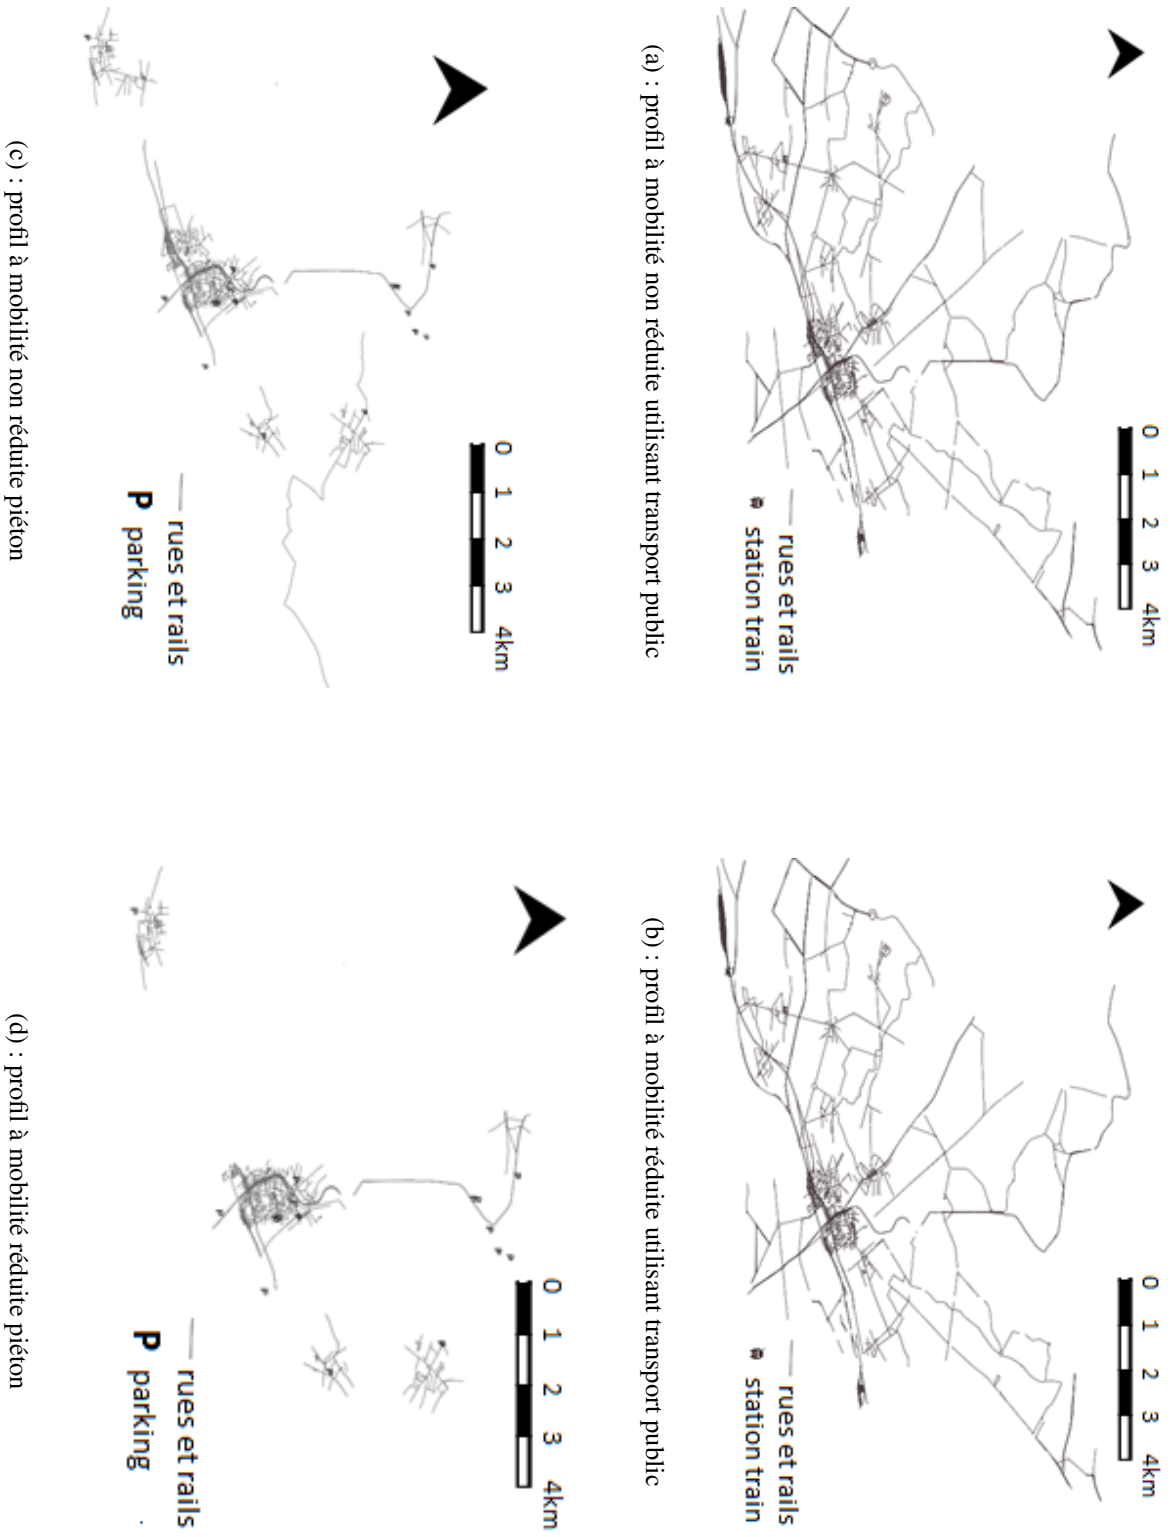 0 1 2 3 4km
rues et rails
station train
(a) : profil à mobilité non réduite utilisant transport public
0 1 2 3 4km
rues et rails
station train
(b) : profil à mobilité réduite utilisant transport public
0 1 2 3 4km
rues et rails
P parking
(c) : profil à mobilité non réduite piéton
0 1 2 3 4km
rues et rails
P parking
(d) : profil à mobilité réduite piéton